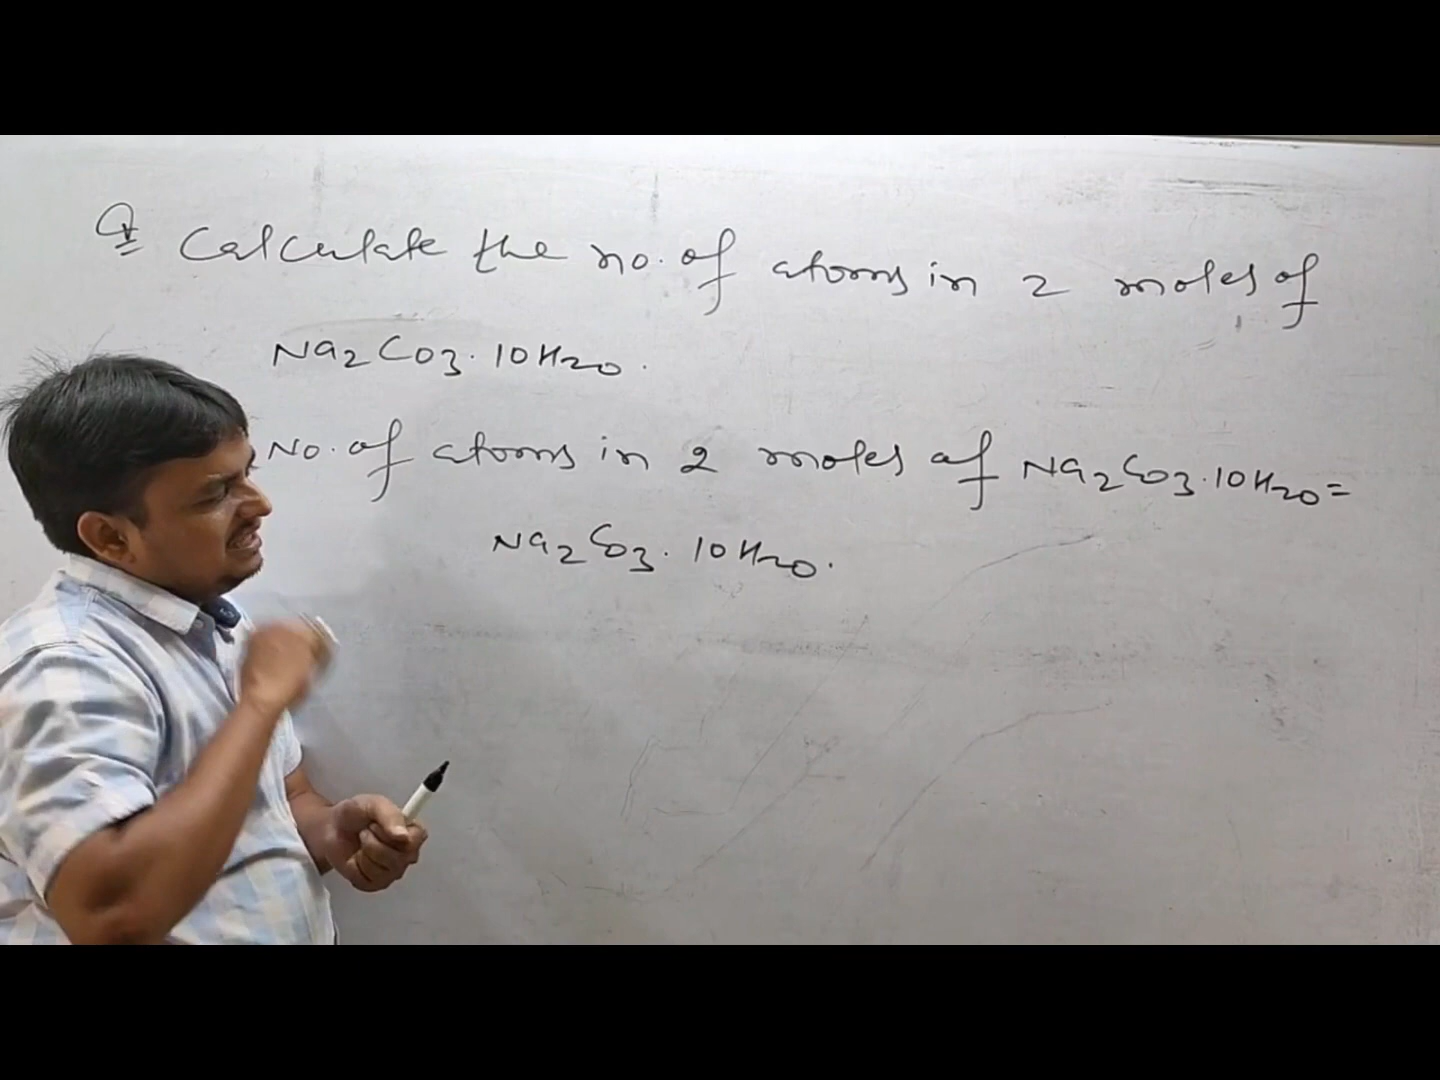 Q Calculate the no. of atoms in 2 moles of
Na2CO3. 10H2O.
No. of atoms in 2 moles of Na2CO3. 10H2O =
Na2CO3. 10H2O.